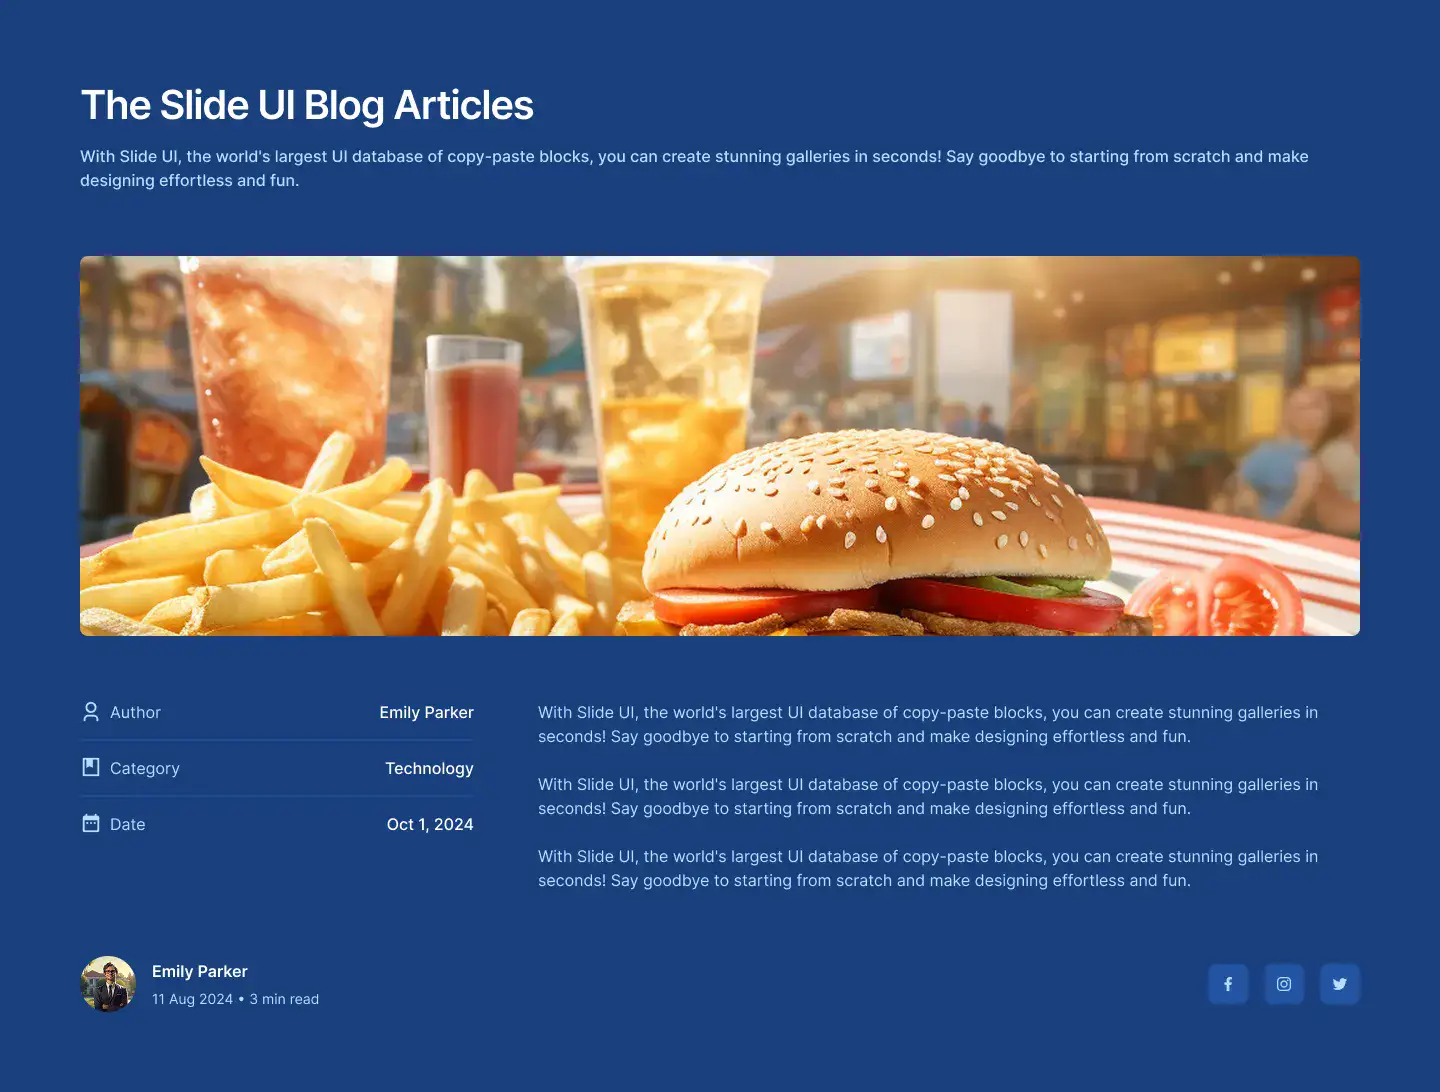 The Slide UI Blog Articles
With Slide UI, the world's largest UI database of copy-paste blocks, you can create stunning galleries in seconds! Say goodbye to starting from scratch and make
designing effortless and fun.
Author
Emily Parker
Category
Technology
Date
Oct 1, 2024
With Slide UI, the world's largest UI database of copy-paste blocks, you can create stunning galleries in
seconds! Say goodbye to starting from scratch and make designing effortless and fun.
With Slide UI, the world's largest UI database of copy-paste blocks, you can create stunning galleries in
seconds! Say goodbye to starting from scratch and make designing effortless and fun.
With Slide UI, the world's largest UI database of copy-paste blocks, you can create stunning galleries in
seconds! Say goodbye to starting from scratch and make designing effortless and fun.
Emily Parker
11 Aug 2024 • 3 min read